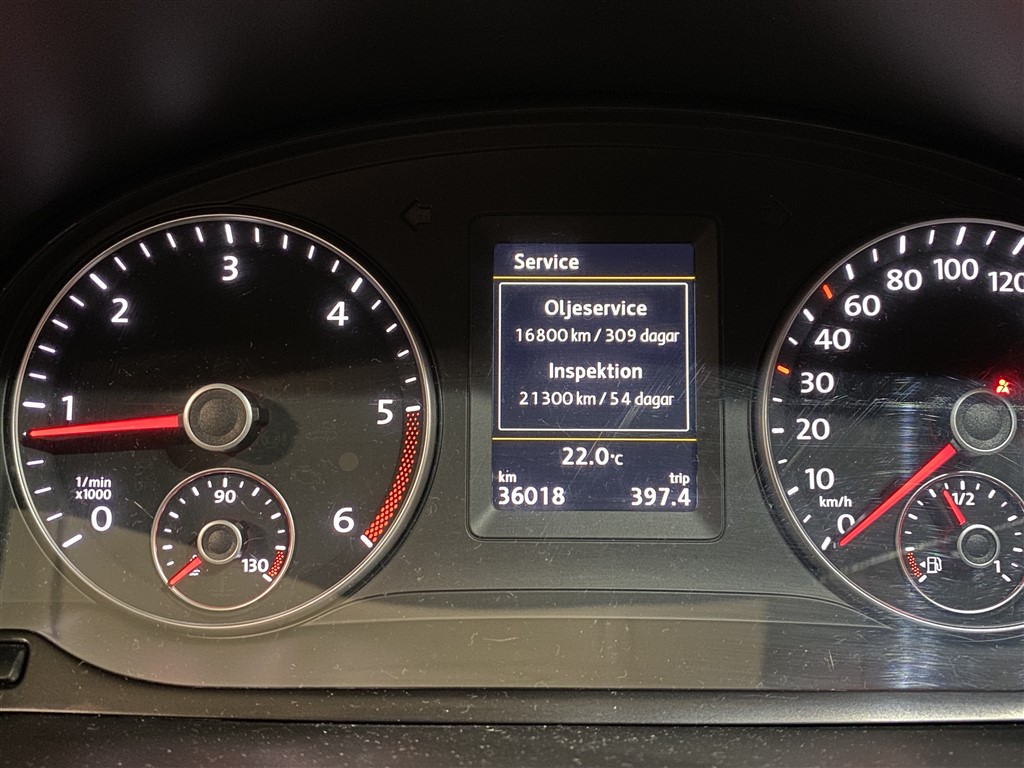 Service
Oljeservice
16800 km / 309 dagar
Inspektion
21300 km / 54 dagar
22.0°C
km trip
36018 397.4
0 1 2 3 4 5 6
1/min
x1000
90
130
0 10 20 30 40 60 80 100 120
km/h
1/2
1